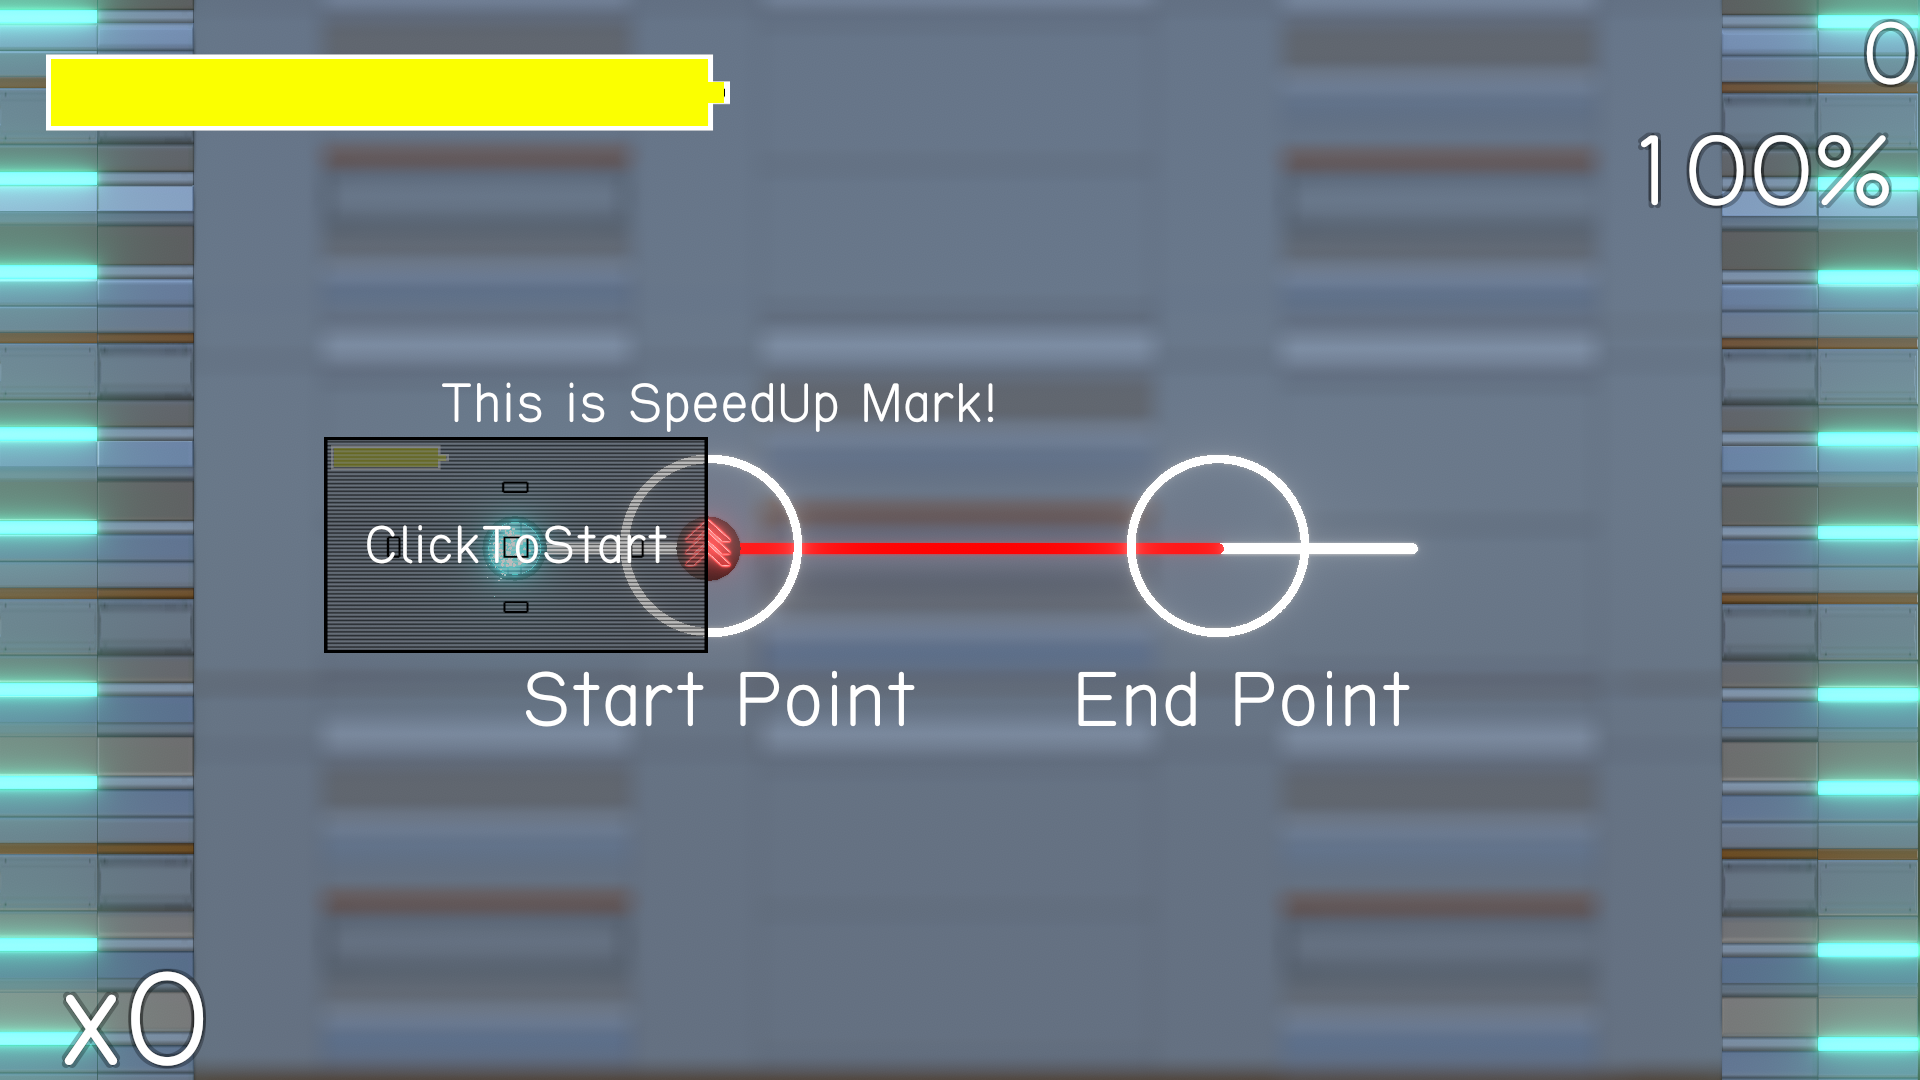 0
100%
This is SpeedUp Mark!
ClickToStart
Start Point
End Point
x0